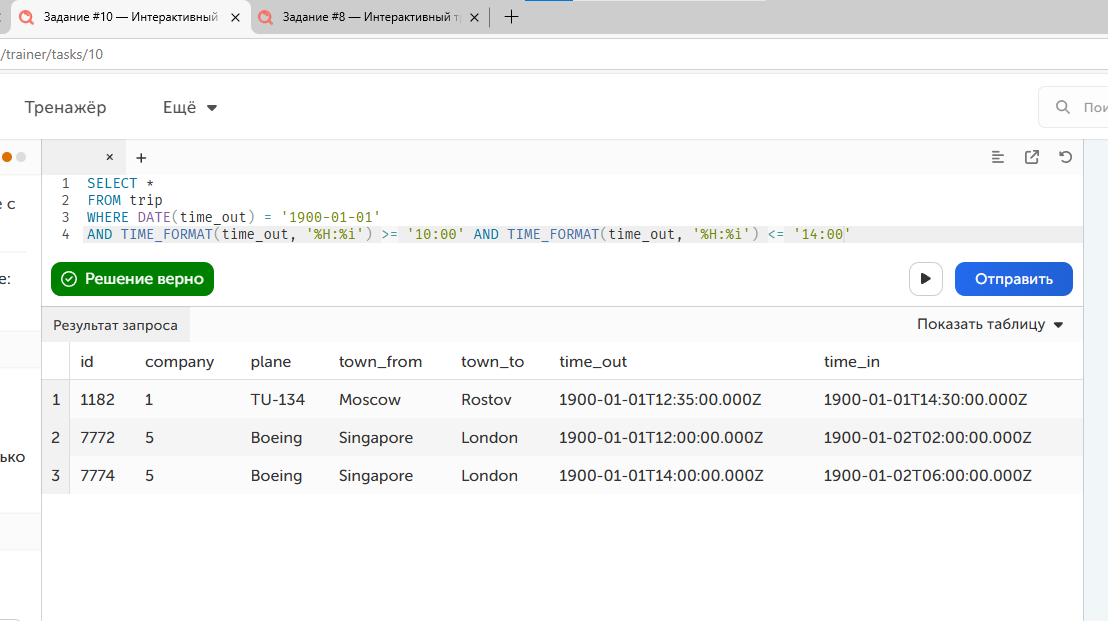 Задание #10 — Интерактивный
Задание #8 — Интерактивный
/trainer/tasks/10
Тренажёр
Ещё
1 SELECT *
2 FROM trip
3 WHERE DATE(time_out) = '1900-01-01'
4 AND TIME_FORMAT(time_out, '%H:%i') >= '10:00' AND TIME_FORMAT(time_out, '%H:%i') <= '14:00'
Решение верно
Отправить
Результат запроса
Показать таблицу
id company plane town_from town_to time_out time_in
1 1182 1 TU-134 Moscow Rostov 1900-01-01T12:35:00.000Z 1900-01-01T14:30:00.000Z
2 7772 5 Boeing Singapore London 1900-01-01T12:00:00.000Z 1900-01-02T02:00:00.000Z
3 7774 5 Boeing Singapore London 1900-01-01T14:00:00.000Z 1900-01-02T06:00:00.000Z